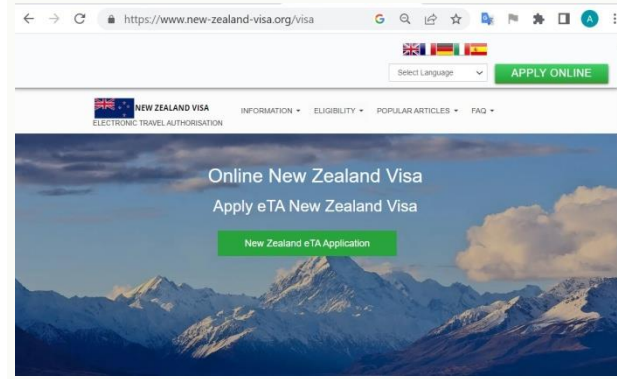 https://www.new-zealand-visa.org/visa
A
Select Language
APPLY ONLINE
NEW ZEALAND VISA
ELECTRONIC TRAVEL AUTHORISATION
INFORMATION
ELIGIBILITY
POPULAR ARTICLES
FAQ
Online New Zealand Visa
Apply eTA New Zealand Visa
New Zealand eTA Application